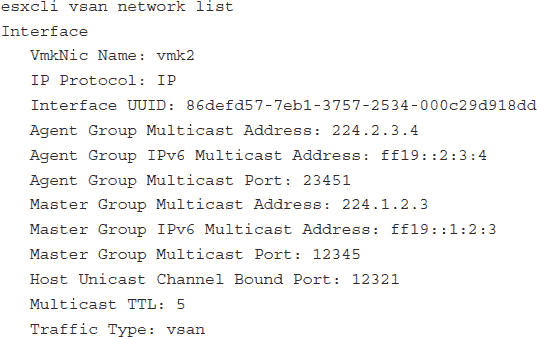 esxcli vsan network list
Interface
VmkNic Name: vmk2
IP Protocol: IP
Interface UUID: 86defd57-7eb1-3757-2534-000c29d918dd
Agent Group Multicast Address: 224.2.3.4
Agent Group IPv6 Multicast Address: ff19::2:3:4
Agent Group Multicast Port: 23451
Master Group Multicast Address: 224.1.2.3
Master Group IPv6 Multicast Address: ff19::1:2:3
Master Group Multicast Port: 12345
Host Unicast Channel Bound Port: 12321
Multicast TTL: 5
Traffic Type: vsan